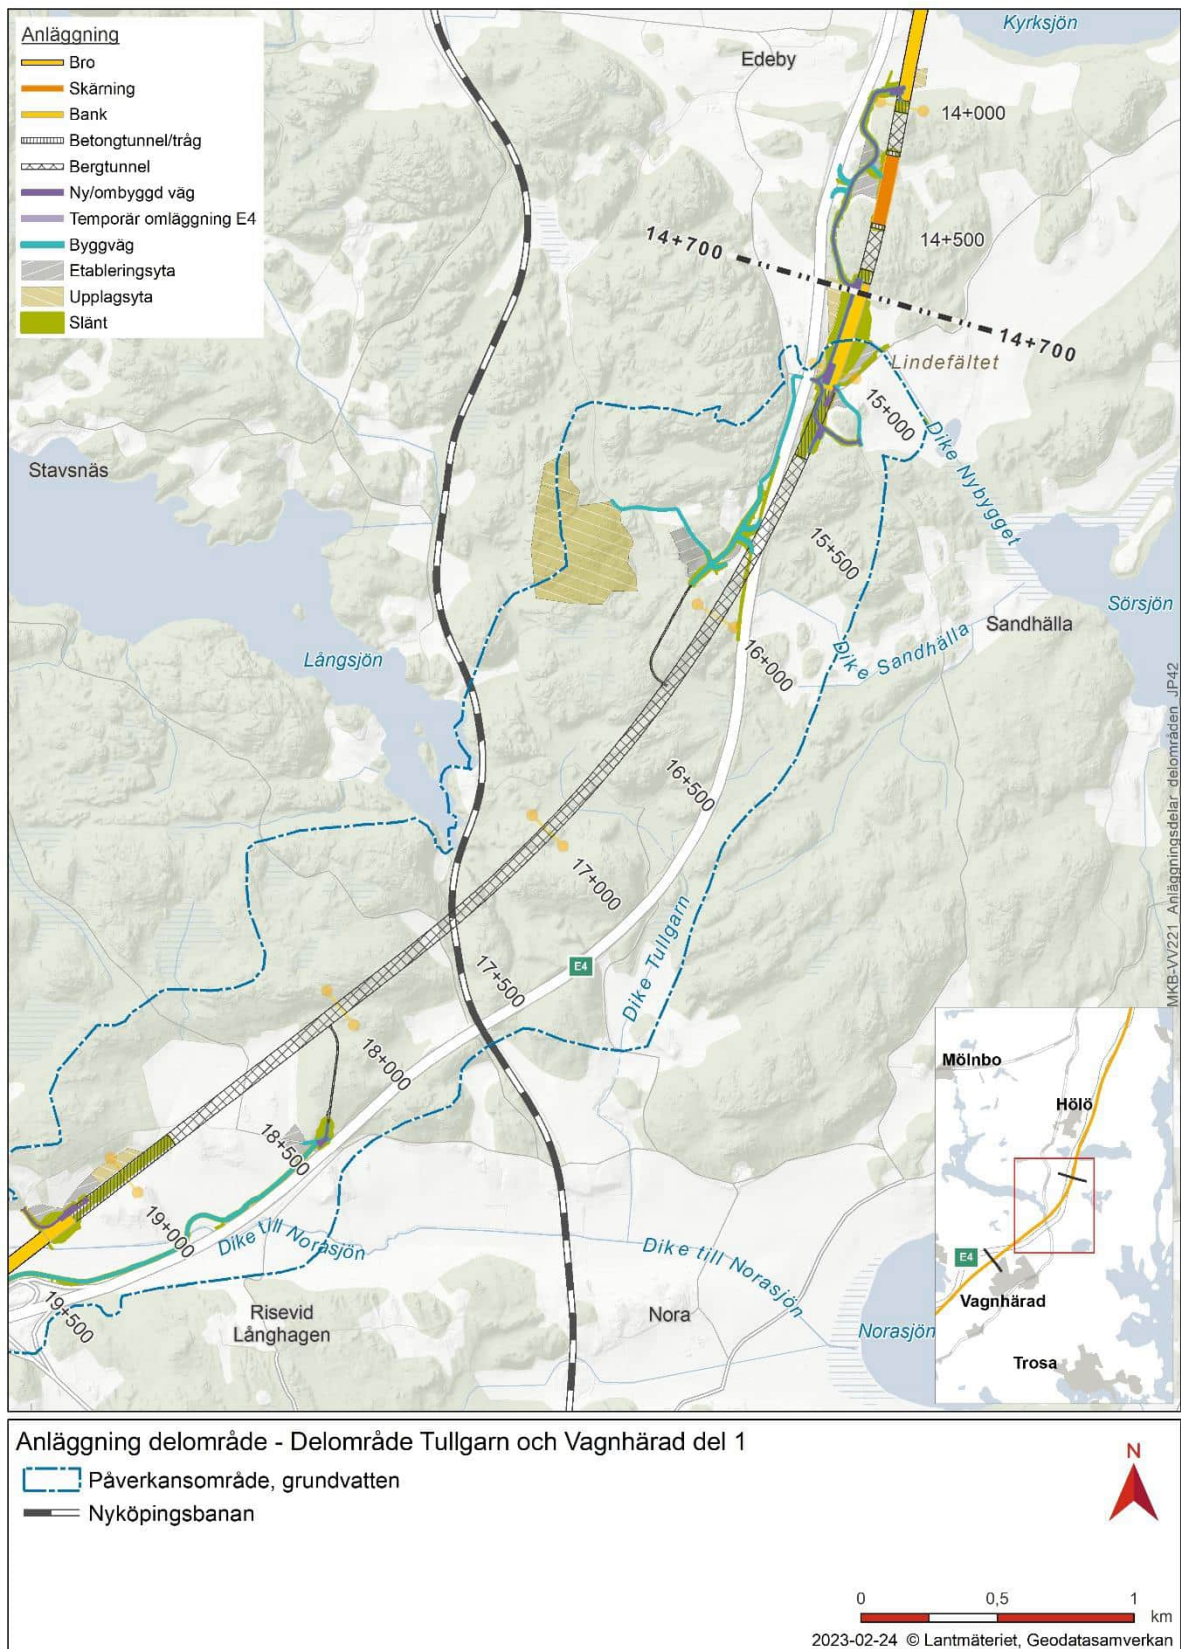 Anläggning
Bro
Skärning
Bank
Betongtunnel/tråg
Bergtunnel
Ny/ombyggd väg
Temporär omläggning E4
Byggväg
Etableringsyta
Upplagsyta
Slänt
Kyrksjön
Edeby
14+000
14+500
14+700
14+700
Lindefältet
15+000
Dike Nybygget
Stavsnäs
15+500
Sörsjön
Sandhälla
Dike Sandhälla
Långsjön
16+000
16+500
17+000
Dike Tullgarn
17+500
E4
18+000
18+500
19+000
Dike till Norasjön
Dike till Norasjön
19+500
Risevid
Långhagen
Nora
Norasjön
Mölnbo
Hölö
E4
Vagnhärad
Trosa
MKB-VV221 Anläggningsdelar delområden JP42
Anläggning delområde - Delområde Tullgarn och Vagnhärad del 1
Påverkansområde, grundvatten
Nyköpingsbanan
N
0 0,5 1
km
2023-02-24 © Lantmäteriet, Geodatasamverkan